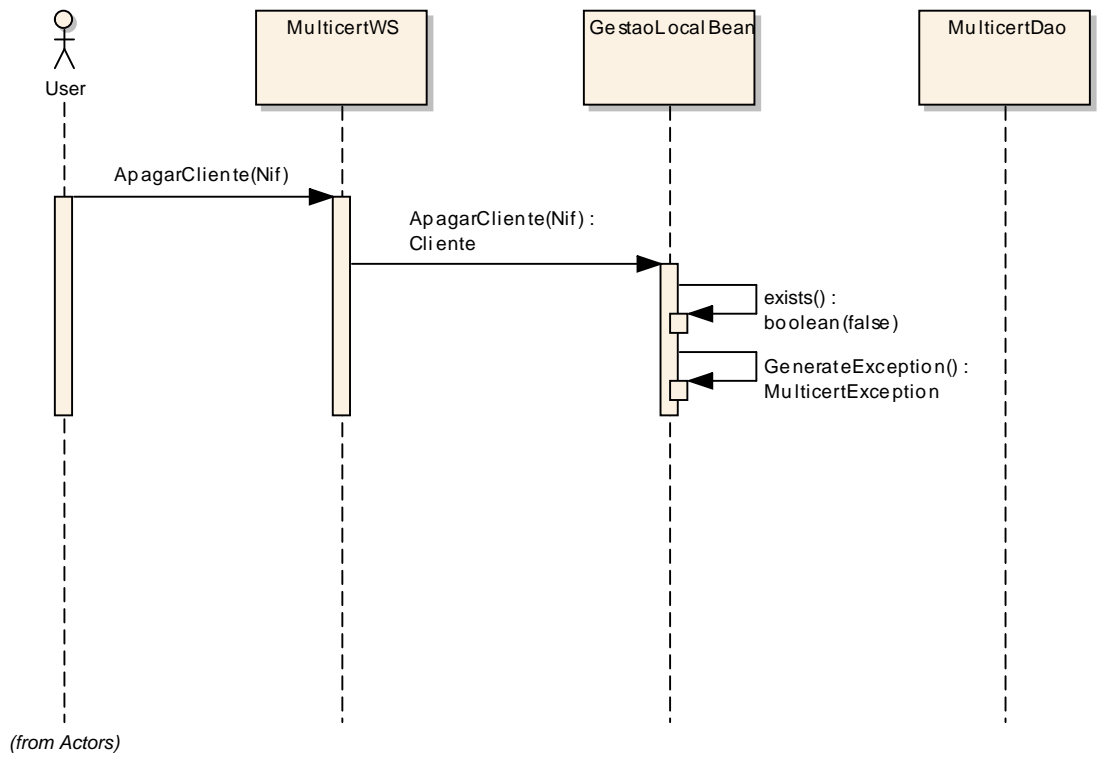 MulticertWS
GestaoLocalBean
MulticertDao
User
ApagarCliente(Nif)
ApagarCliente(Nif) :
Cliente
exists() :
boolean(false)
GenerateException() :
MulticertException
(from Actors)